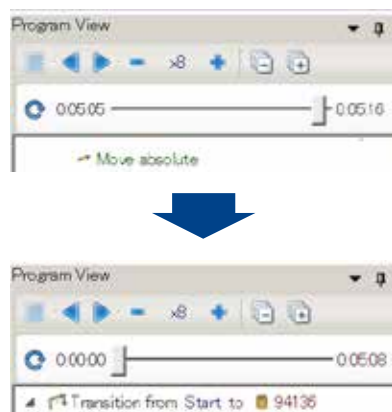 Program View
x8
0:05:05
0:05:16
Move absolute
Program View
x8
0:00:00
0:05:08
Transition from Start to 94136